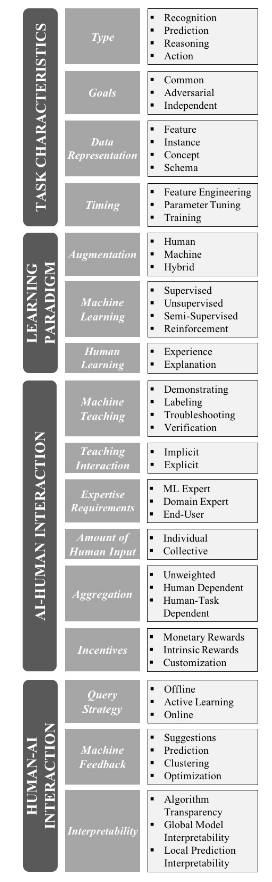 TASK CHARACTERISTICS
Type
▪ Recognition
▪ Prediction
▪ Reasoning
▪ Action
Goals
▪ Common
▪ Adversarial
▪ Independent
Data
Representation
▪ Feature
▪ Instance
▪ Concept
▪ Schema
Timing
▪ Feature Engineering
▪ Parameter Tuning
▪ Training
LEARNING
PARADIGM
Augmentation
▪ Human
▪ Machine
▪ Hybrid
Machine
Learning
▪ Supervised
▪ Unsupervised
▪ Semi-Supervised
▪ Reinforcement
Human
Learning
▪ Experience
▪ Explanation
AI-HUMAN INTERACTION
Machine
Teaching
▪ Demonstrating
▪ Labeling
▪ Troubleshooting
▪ Verification
Teaching
Interaction
▪ Implicit
▪ Explicit
Expertise
Requirements
▪ ML Expert
▪ Domain Expert
▪ End-User
Amount of
Human Input
▪ Individual
▪ Collective
Aggregation
▪ Unweighted
▪ Human Dependent
▪ Human-Task
Dependent
Incentives
▪ Monetary Rewards
▪ Intrinsic Rewards
▪ Customization
HUMAN-AI
INTERACTION
Query
Strategy
▪ Offline
▪ Active Learning
▪ Online
Machine
Feedback
▪ Suggestions
▪ Prediction
▪ Clustering
▪ Optimization
Interpretability
▪ Algorithm
Transparency
▪ Global Model
Interpretability
▪ Local Prediction
Interpretability